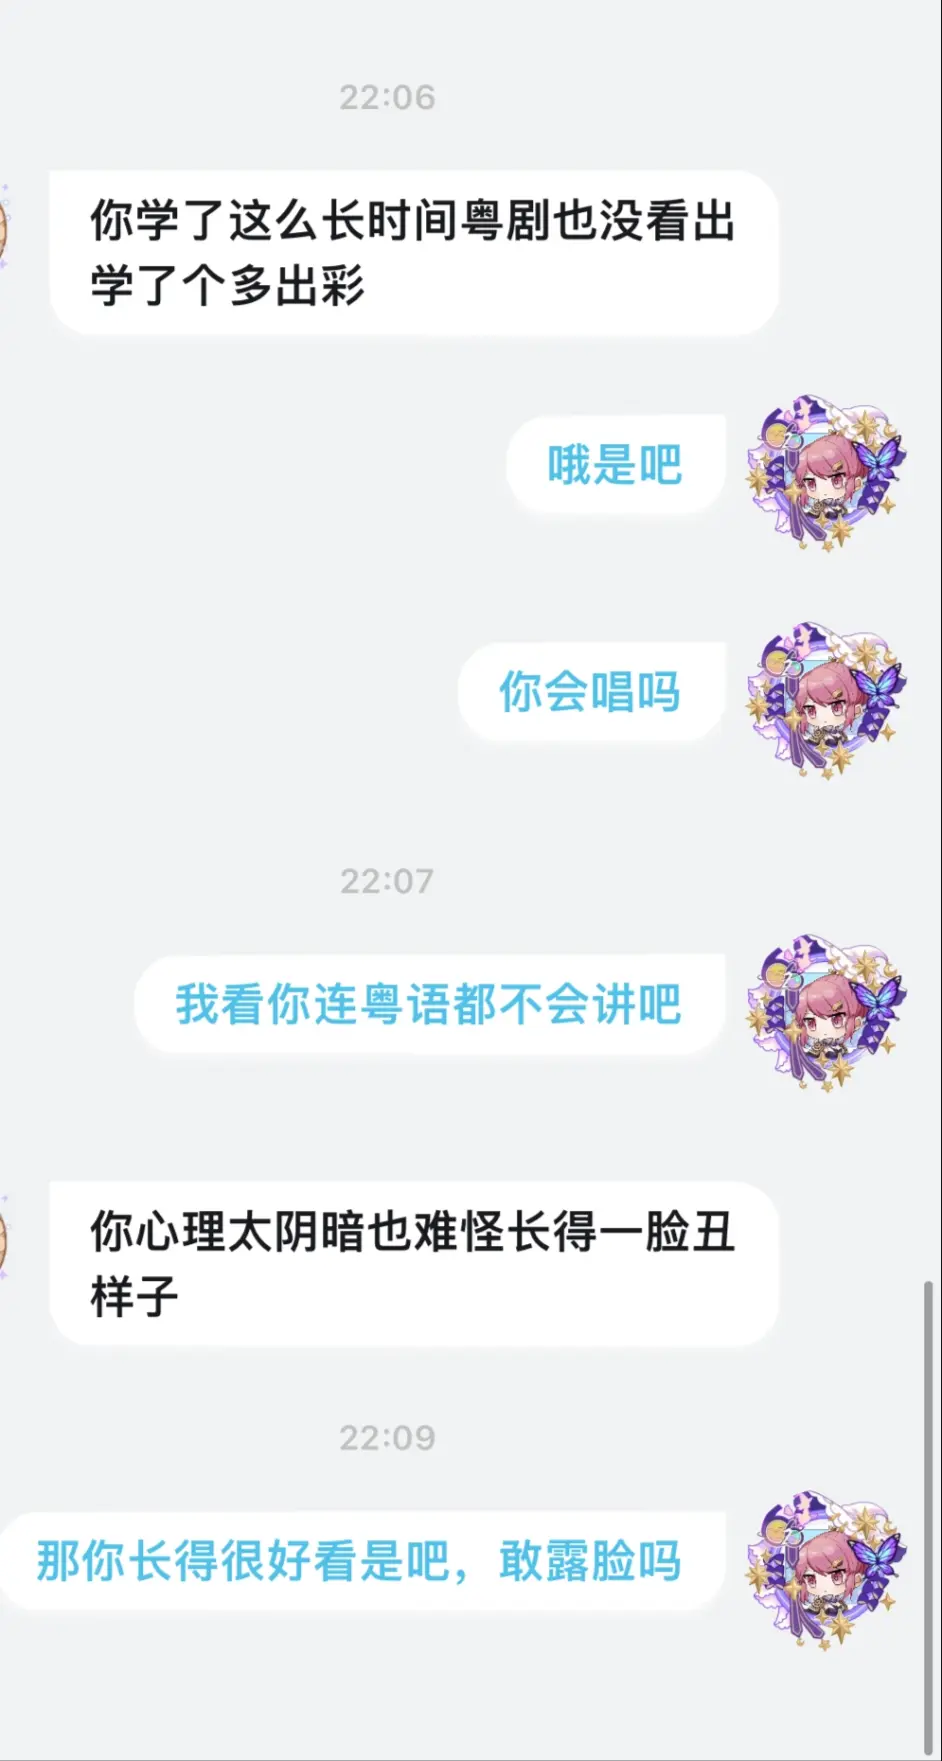 22:06
你学了这么长时间粤剧也没看出
学了个多出彩
哦是吧
你会唱吗
22:07
我看你连粤语都不会讲吧
你心理太阴暗也难怪长得一脸丑
样子
22:09
那你长得很好看是吧，敢露脸吗